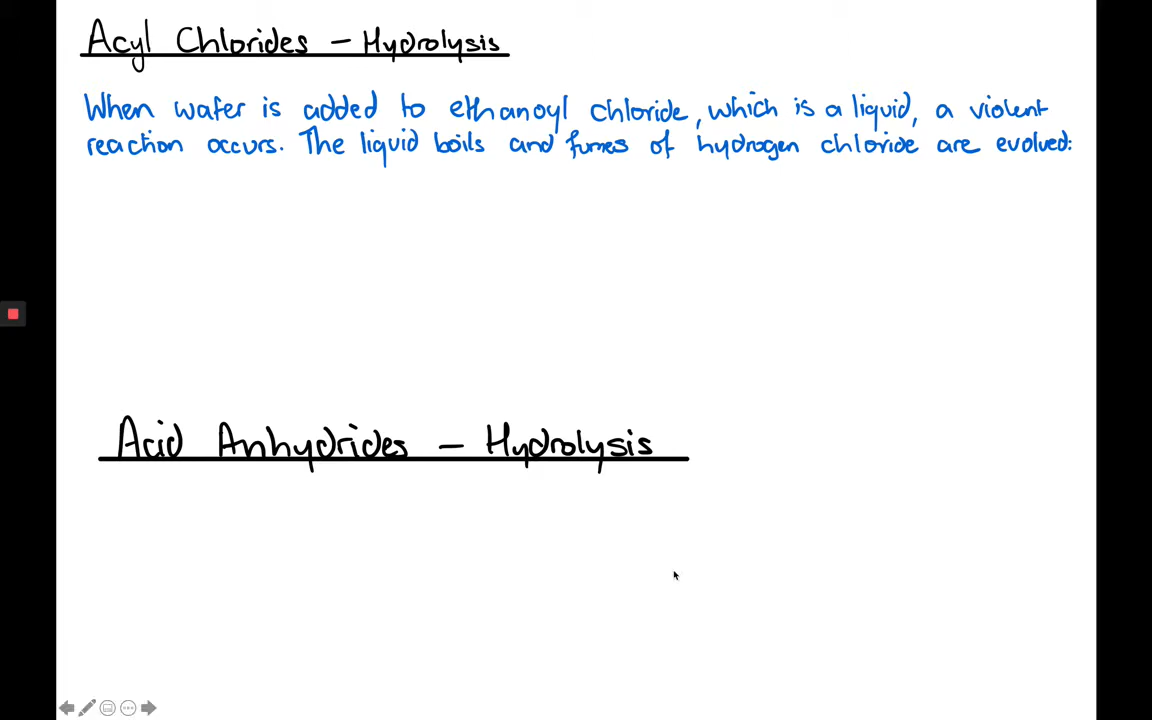 Acyl Chlorides - Hydrolysis
When water is added to ethanoyl chloride, which is a liquid, a violent
reaction occurs. The liquid boils and fumes of hydrogen chloride are evolved:
Acid Anhydrides - Hydrolysis